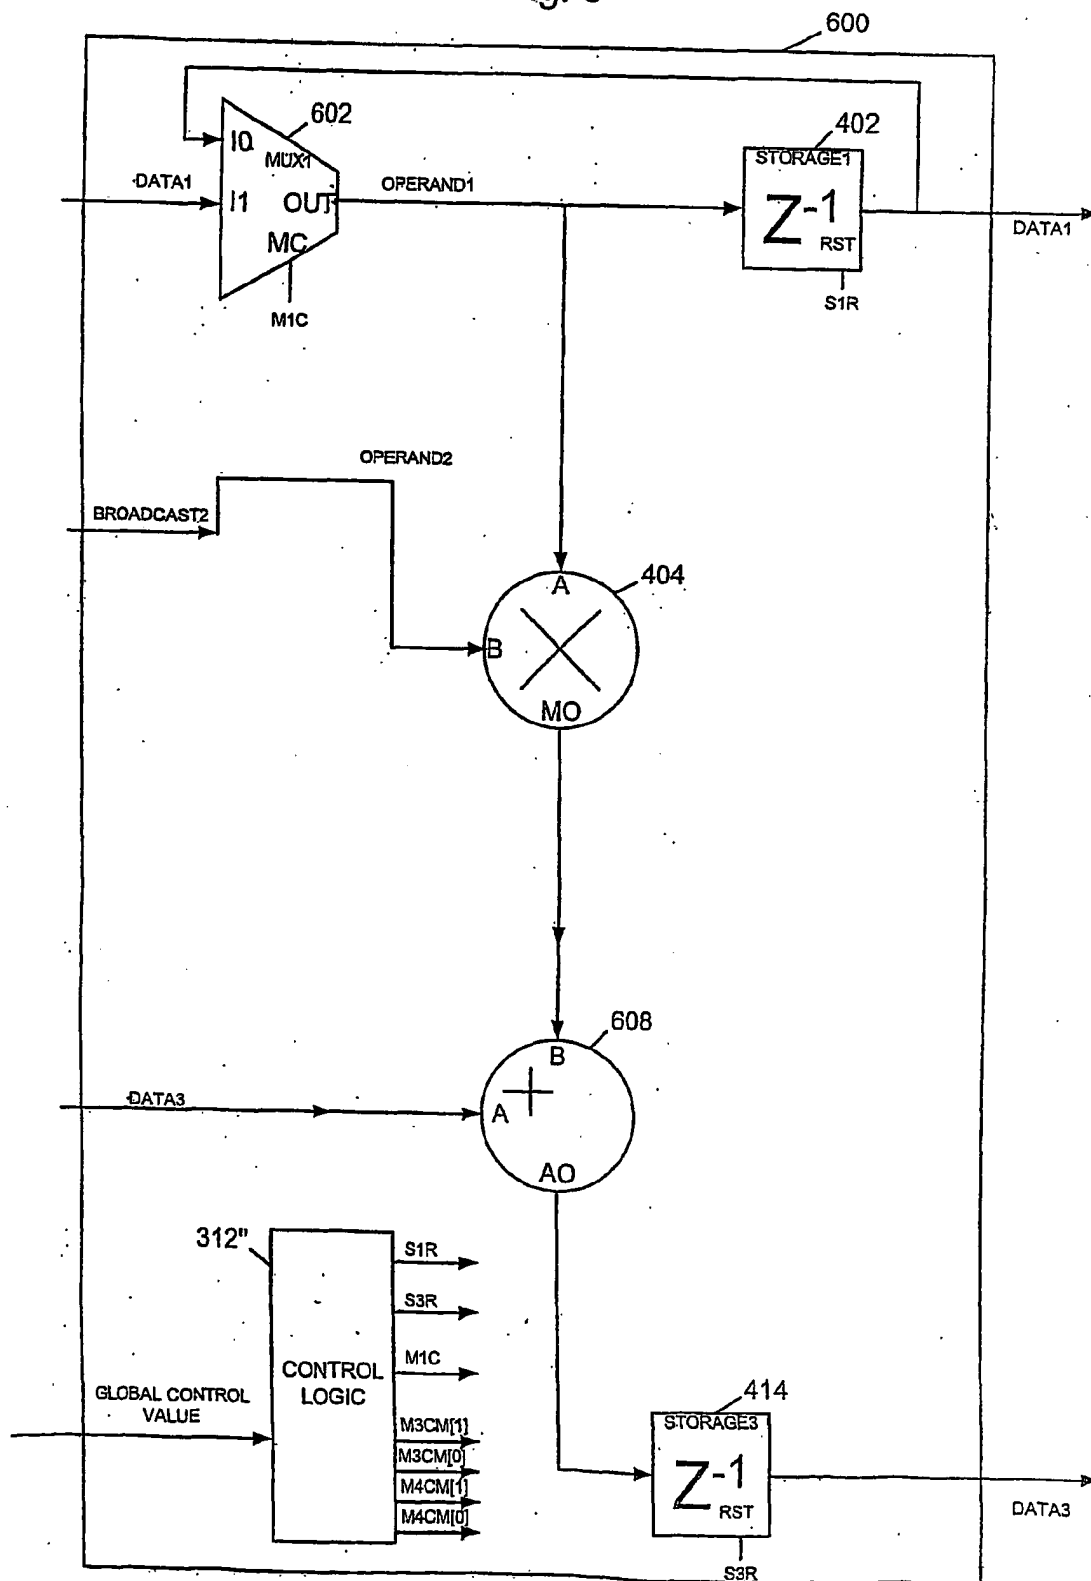 600
602
I0
MUX1
DATA1
I1
OUT
OPERAND1
MC
M1C
402
STORAGE1
Z-1
RST
S1R
DATA1
OPERAND2
BROADCAST2
404
A
B
MO
608
B
DATA3
A
AO
312"
S1R
S3R
M1C
CONTROL
LOGIC
GLOBAL CONTROL
VALUE
M3CM[1]
M3CM[0]
M4CM[1]
M4CM[0]
414
STORAGE3
Z-1
RST
DATA3
S3R